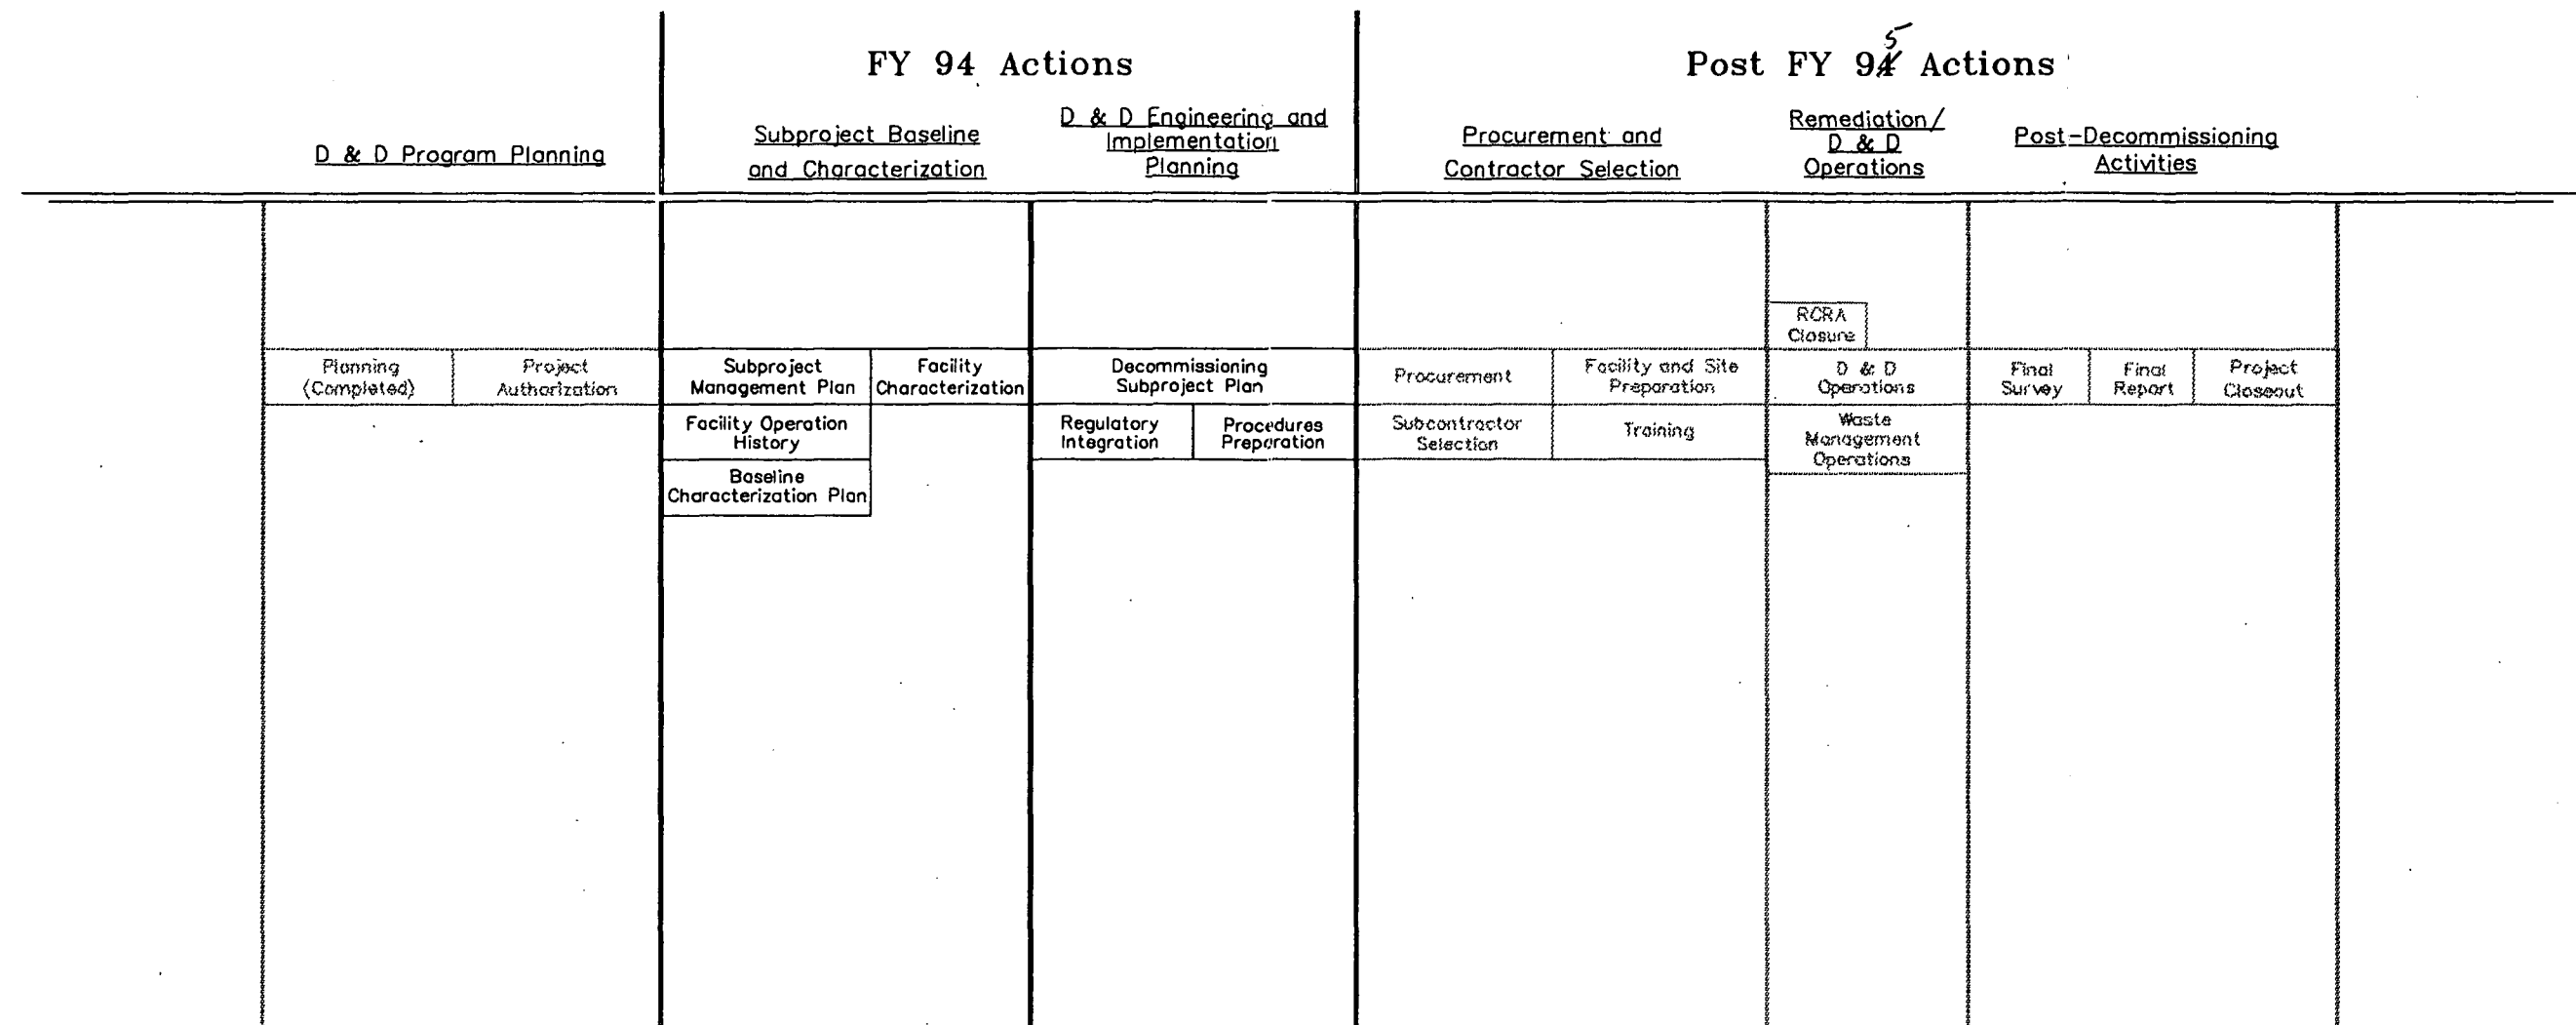 FY 94 Actions
Post FY 95 Actions
D & D Program Planning
Subproject Baseline
and Characterization
D & D Engineering and
Implementation
Planning
Procurement and
Contractor Selection
Remediation/
D & D
Operations
Post-Decommissioning
Activities
RCRA
Closure
Planning
(Completed)
Project
Authorization
Subproject
Management Plan
Facility
Characterization
Decommissioning
Subproject Plan
Procurement
Facility and Site
Preparation
D & D
Operations
Final
Survey
Final
Report
Project
Closeout
Facility Operation
History
Regulatory
Integration
Procedures
Preparation
Subcontractor
Selection
Training
Waste
Management
Operations
Baseline
Characterization Plan